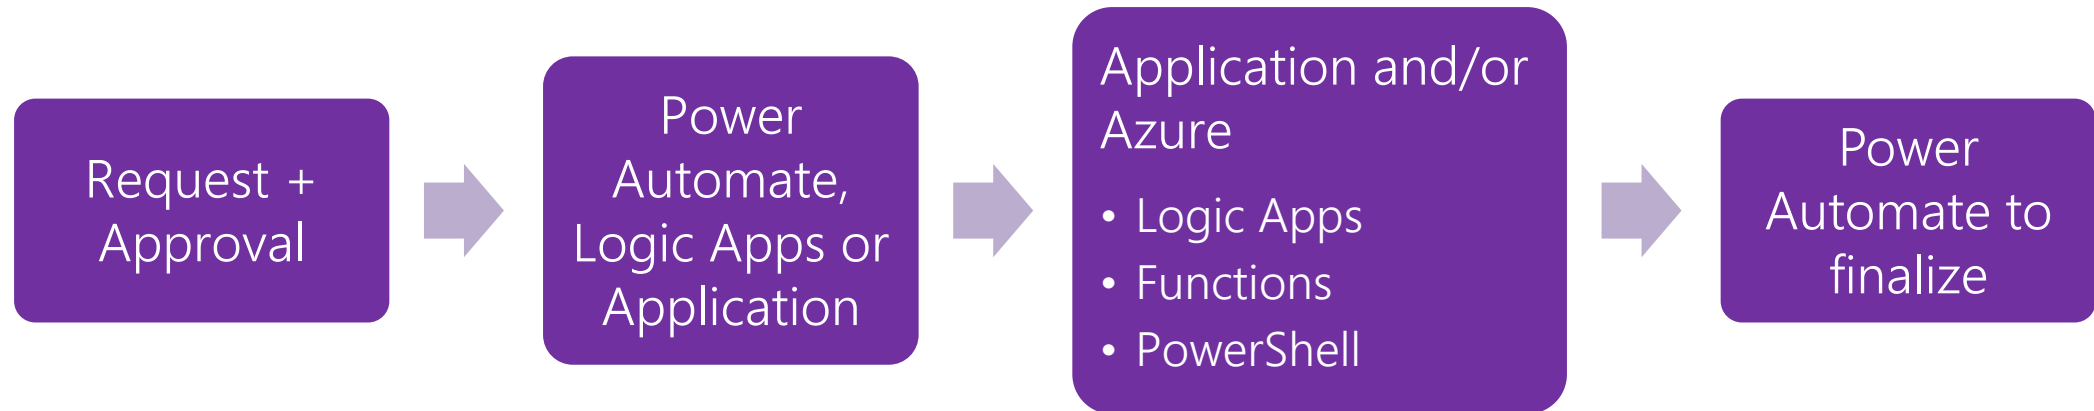 Request +
Approval
Power
Automate,
Logic Apps or
Application
Application and/or
Azure
• Logic Apps
• Functions
• PowerShell
Power
Automate to
finalize